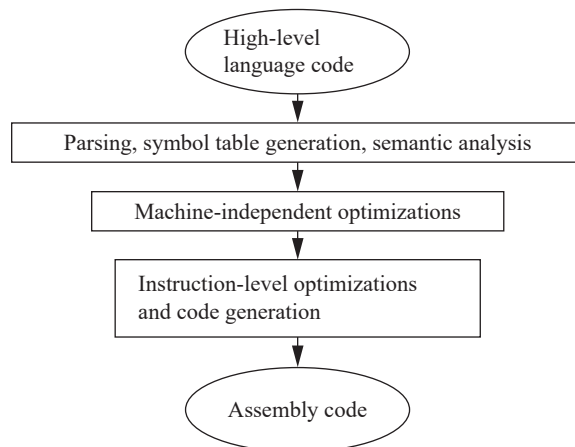 High-level
language code
Parsing, symbol table generation, semantic analysis
Machine-independent optimizations
Instruction-level optimizations
and code generation
Assembly code